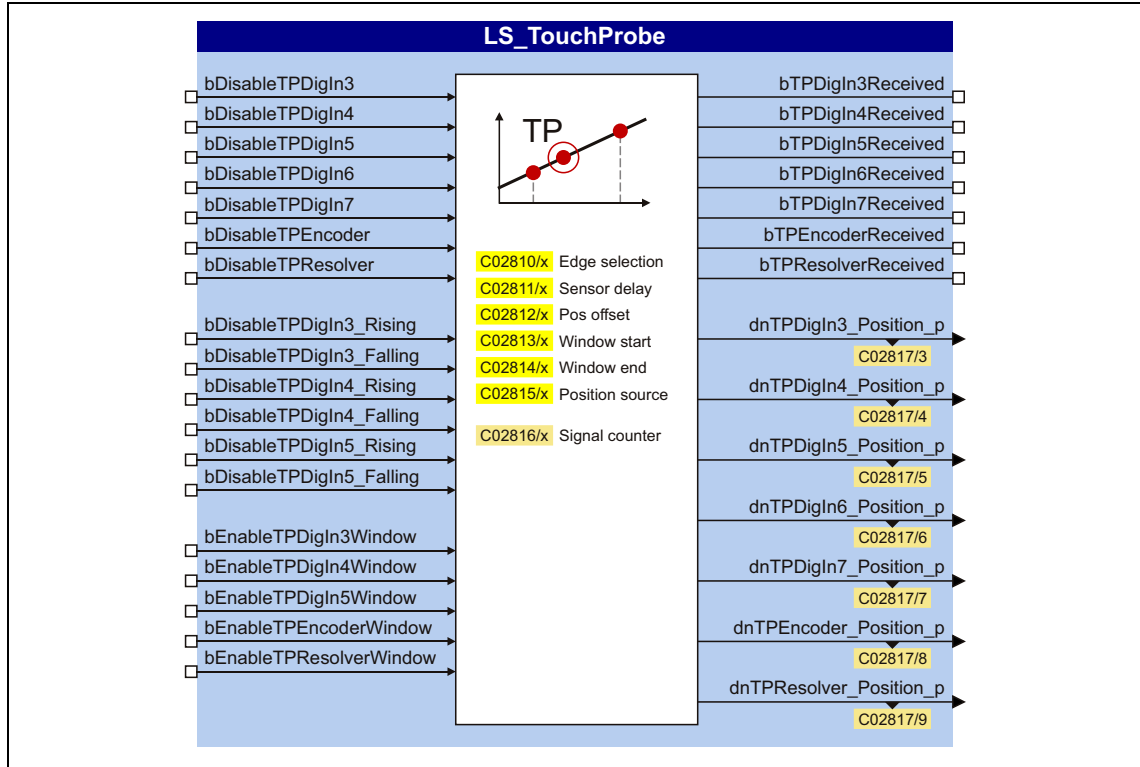 LS_TouchProbe
bDisableTPDigIn3
bDisableTPDigIn4
bDisableTPDigIn5
bDisableTPDigIn6
bDisableTPDigIn7
bDisableTPEncoder
bDisableTPResolver
bDisableTPDigIn3_Rising
bDisableTPDigIn3_Falling
bDisableTPDigIn4_Rising
bDisableTPDigIn4_Falling
bDisableTPDigIn5_Rising
bDisableTPDigIn5_Falling
bEnableTPDigIn3Window
bEnableTPDigIn4Window
bEnableTPDigIn5Window
bEnableTPEncoderWindow
bEnableTPResolverWindow
TP
C02810/x Edge selection
C02811/x Sensor delay
C02812/x Pos offset
C02813/x Window start
C02814/x Window end
C02815/x Position source
C02816/x Signal counter
bTPDigIn3Received
bTPDigIn4Received
bTPDigIn5Received
bTPDigIn6Received
bTPDigIn7Received
bTPEncoderReceived
bTPResolverReceived
dnTPDigIn3_Position_p
C02817/3
dnTPDigIn4_Position_p
C02817/4
dnTPDigIn5_Position_p
C02817/5
dnTPDigIn6_Position_p
C02817/6
dnTPDigIn7_Position_p
C02817/7
dnTPEncoder_Position_p
C02817/8
dnTPResolver_Position_p
C02817/9